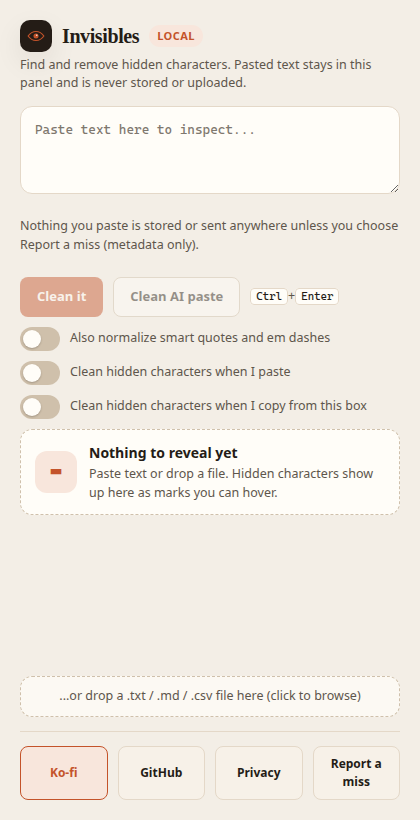 Invisibles LOCAL
Find and remove hidden characters. Pasted text stays in this
panel and is never stored or uploaded.
Paste text here to inspect...
Nothing you paste is stored or sent anywhere unless you choose
Report a miss (metadata only).
Clean it Clean AI paste Ctrl+Enter
Also normalize smart quotes and em dashes
Clean hidden characters when I paste
Clean hidden characters when I copy from this box
Nothing to reveal yet
Paste text or drop a file. Hidden characters show
up here as marks you can hover.
...or drop a .txt / .md / .csv file here (click to browse)
Ko-fi GitHub Privacy Report a
miss